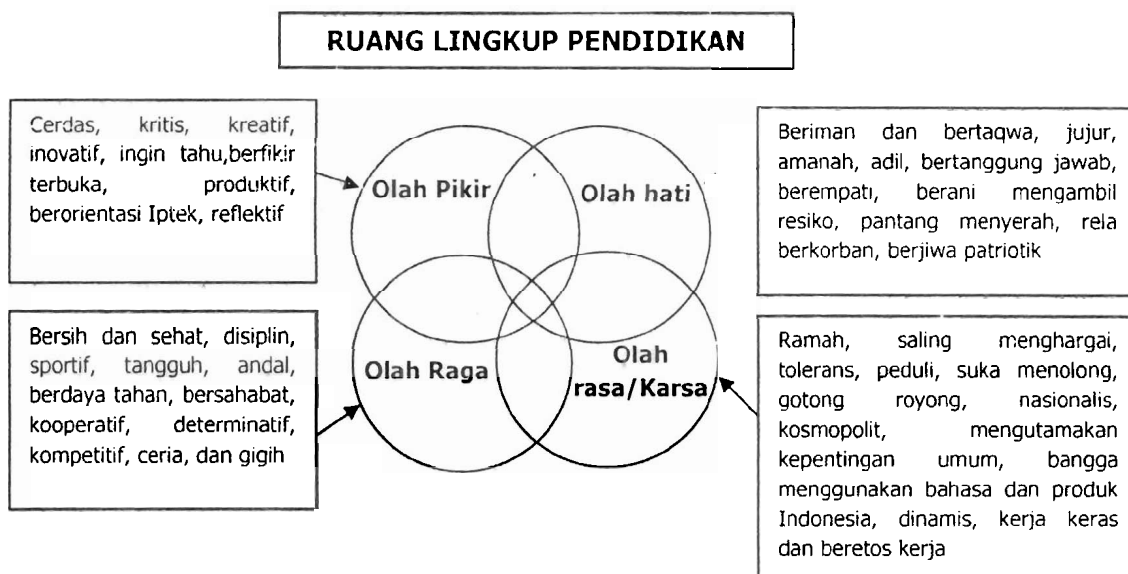 RUANG LINGKUP PENDIDIKAN
Cerdas, kritis, kreatif,
inovatif, ingin tahu,berfikir
terbuka, produktif,
berorientasi Iptek, reflektif
Olah Pikir
Olah hati
Beriman dan bertaqwa, jujur,
amanah, adil, bertanggung jawab,
berempati, berani mengambil
resiko, pantang menyerah, rela
berkorban, berjiwa patriotik
Bersih dan sehat, disiplin,
sportif, tangguh, andal,
berdaya tahan, bersahabat,
kooperatif, determinatif,
kompetitif, ceria, dan gigih
Olah Raga
Olah
rasa/Karsa
Ramah, saling menghargai,
tolerans, peduli, suka menolong,
gotong royong, nasionalis,
kosmopolit, mengutamakan
kepentingan umum, bangga
menggunakan bahasa dan produk
Indonesia, dinamis, kerja keras
dan beretos kerja